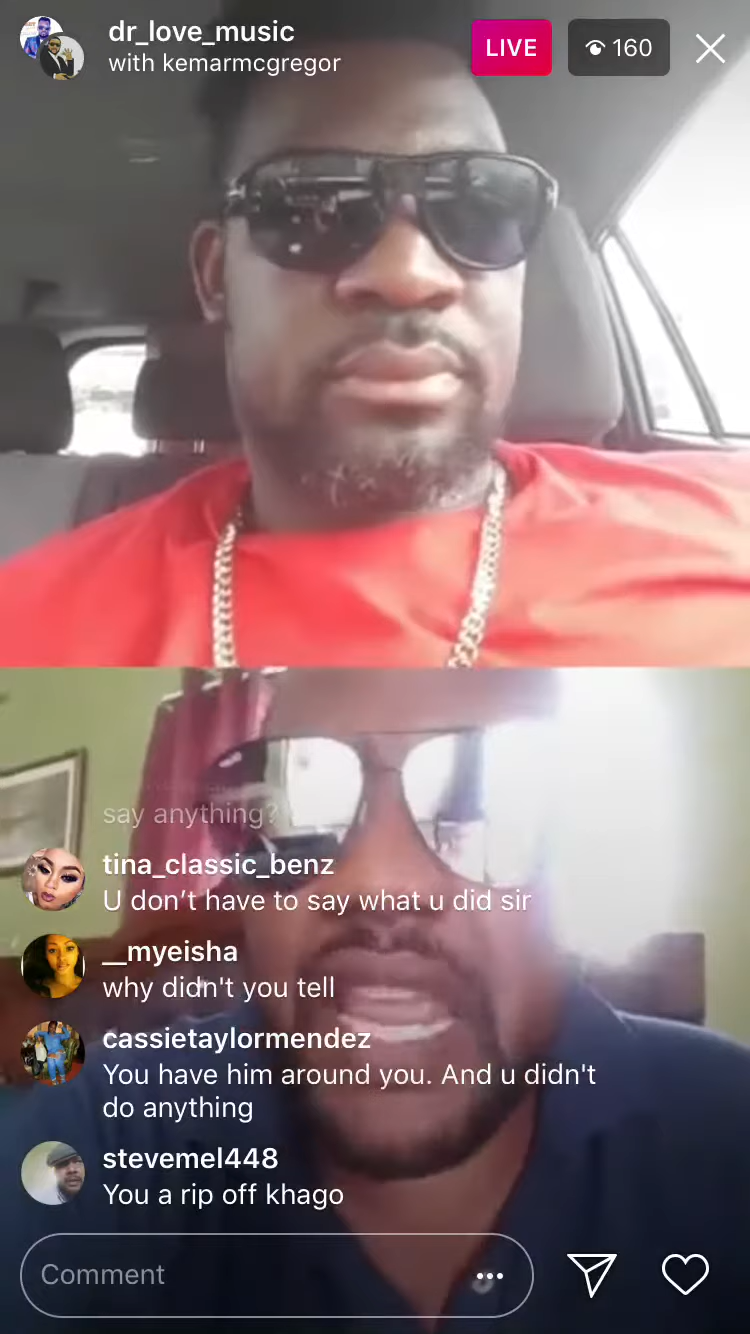 dr_love_music
with kemarmcgregor
LIVE
160
say anything?
tina_classic_benz
U don’t have to say what u did sir
__myeisha
why didn't you tell
cassietaylormendez
You have him around you. And u didn't
do anything
stevemel448
You a rip off khago
Comment